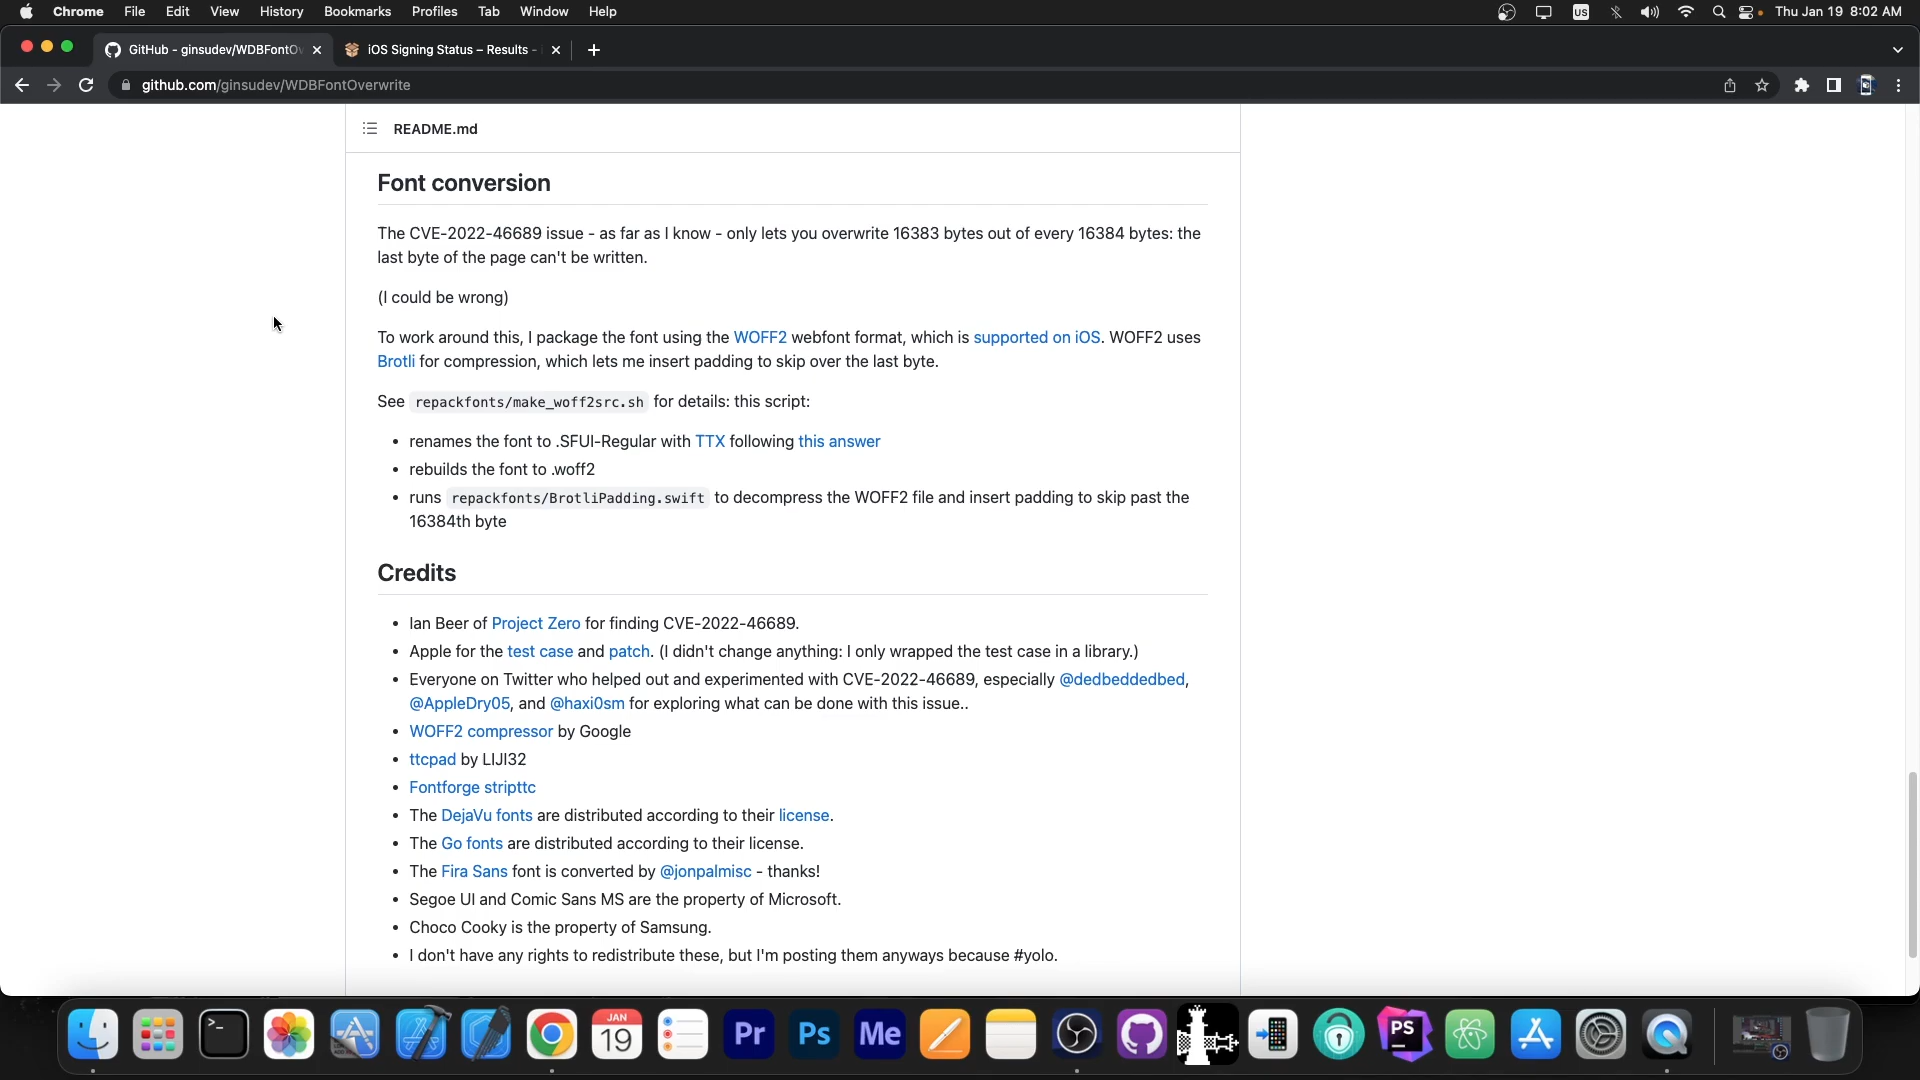 Chrome File Edit View History Bookmarks Profiles Tab Window Help US Thu Jan 19 8:02 AM
GitHub - ginsudev/WDBFontOv iOS Signing Status – Results -
github.com/ginsudev/WDBFontOverwrite
README.md
Font conversion
The CVE-2022-46689 issue - as far as I know - only lets you overwrite 16383 bytes out of every 16384 bytes: the
last byte of the page can't be written.
(I could be wrong)
To work around this, I package the font using the WOFF2 webfont format, which is supported on iOS. WOFF2 uses
Brotli for compression, which lets me insert padding to skip over the last byte.
See repackfonts/make_woff2src.sh for details: this script:
• renames the font to .SFUI-Regular with TTX following this answer
• rebuilds the font to .woff2
• runs repackfonts/BrotliPadding.swift to decompress the WOFF2 file and insert padding to skip past the
16384th byte
Credits
• Ian Beer of Project Zero for finding CVE-2022-46689.
• Apple for the test case and patch. (I didn't change anything: I only wrapped the test case in a library.)
• Everyone on Twitter who helped out and experimented with CVE-2022-46689, especially @dedbeddedbed,
@AppleDry05, and @haxi0sm for exploring what can be done with this issue..
• WOFF2 compressor by Google
• ttcpad by LIJI32
• Fontforge stripttc
• The DejaVu fonts are distributed according to their license.
• The Go fonts are distributed according to their license.
• The Fira Sans font is converted by @jonpalmisc - thanks!
• Segoe UI and Comic Sans MS are the property of Microsoft.
• Choco Cooky is the property of Samsung.
• I don't have any rights to redistribute these, but I'm posting them anyways because #yolo.
JAN
19
Pr Ps Me PS